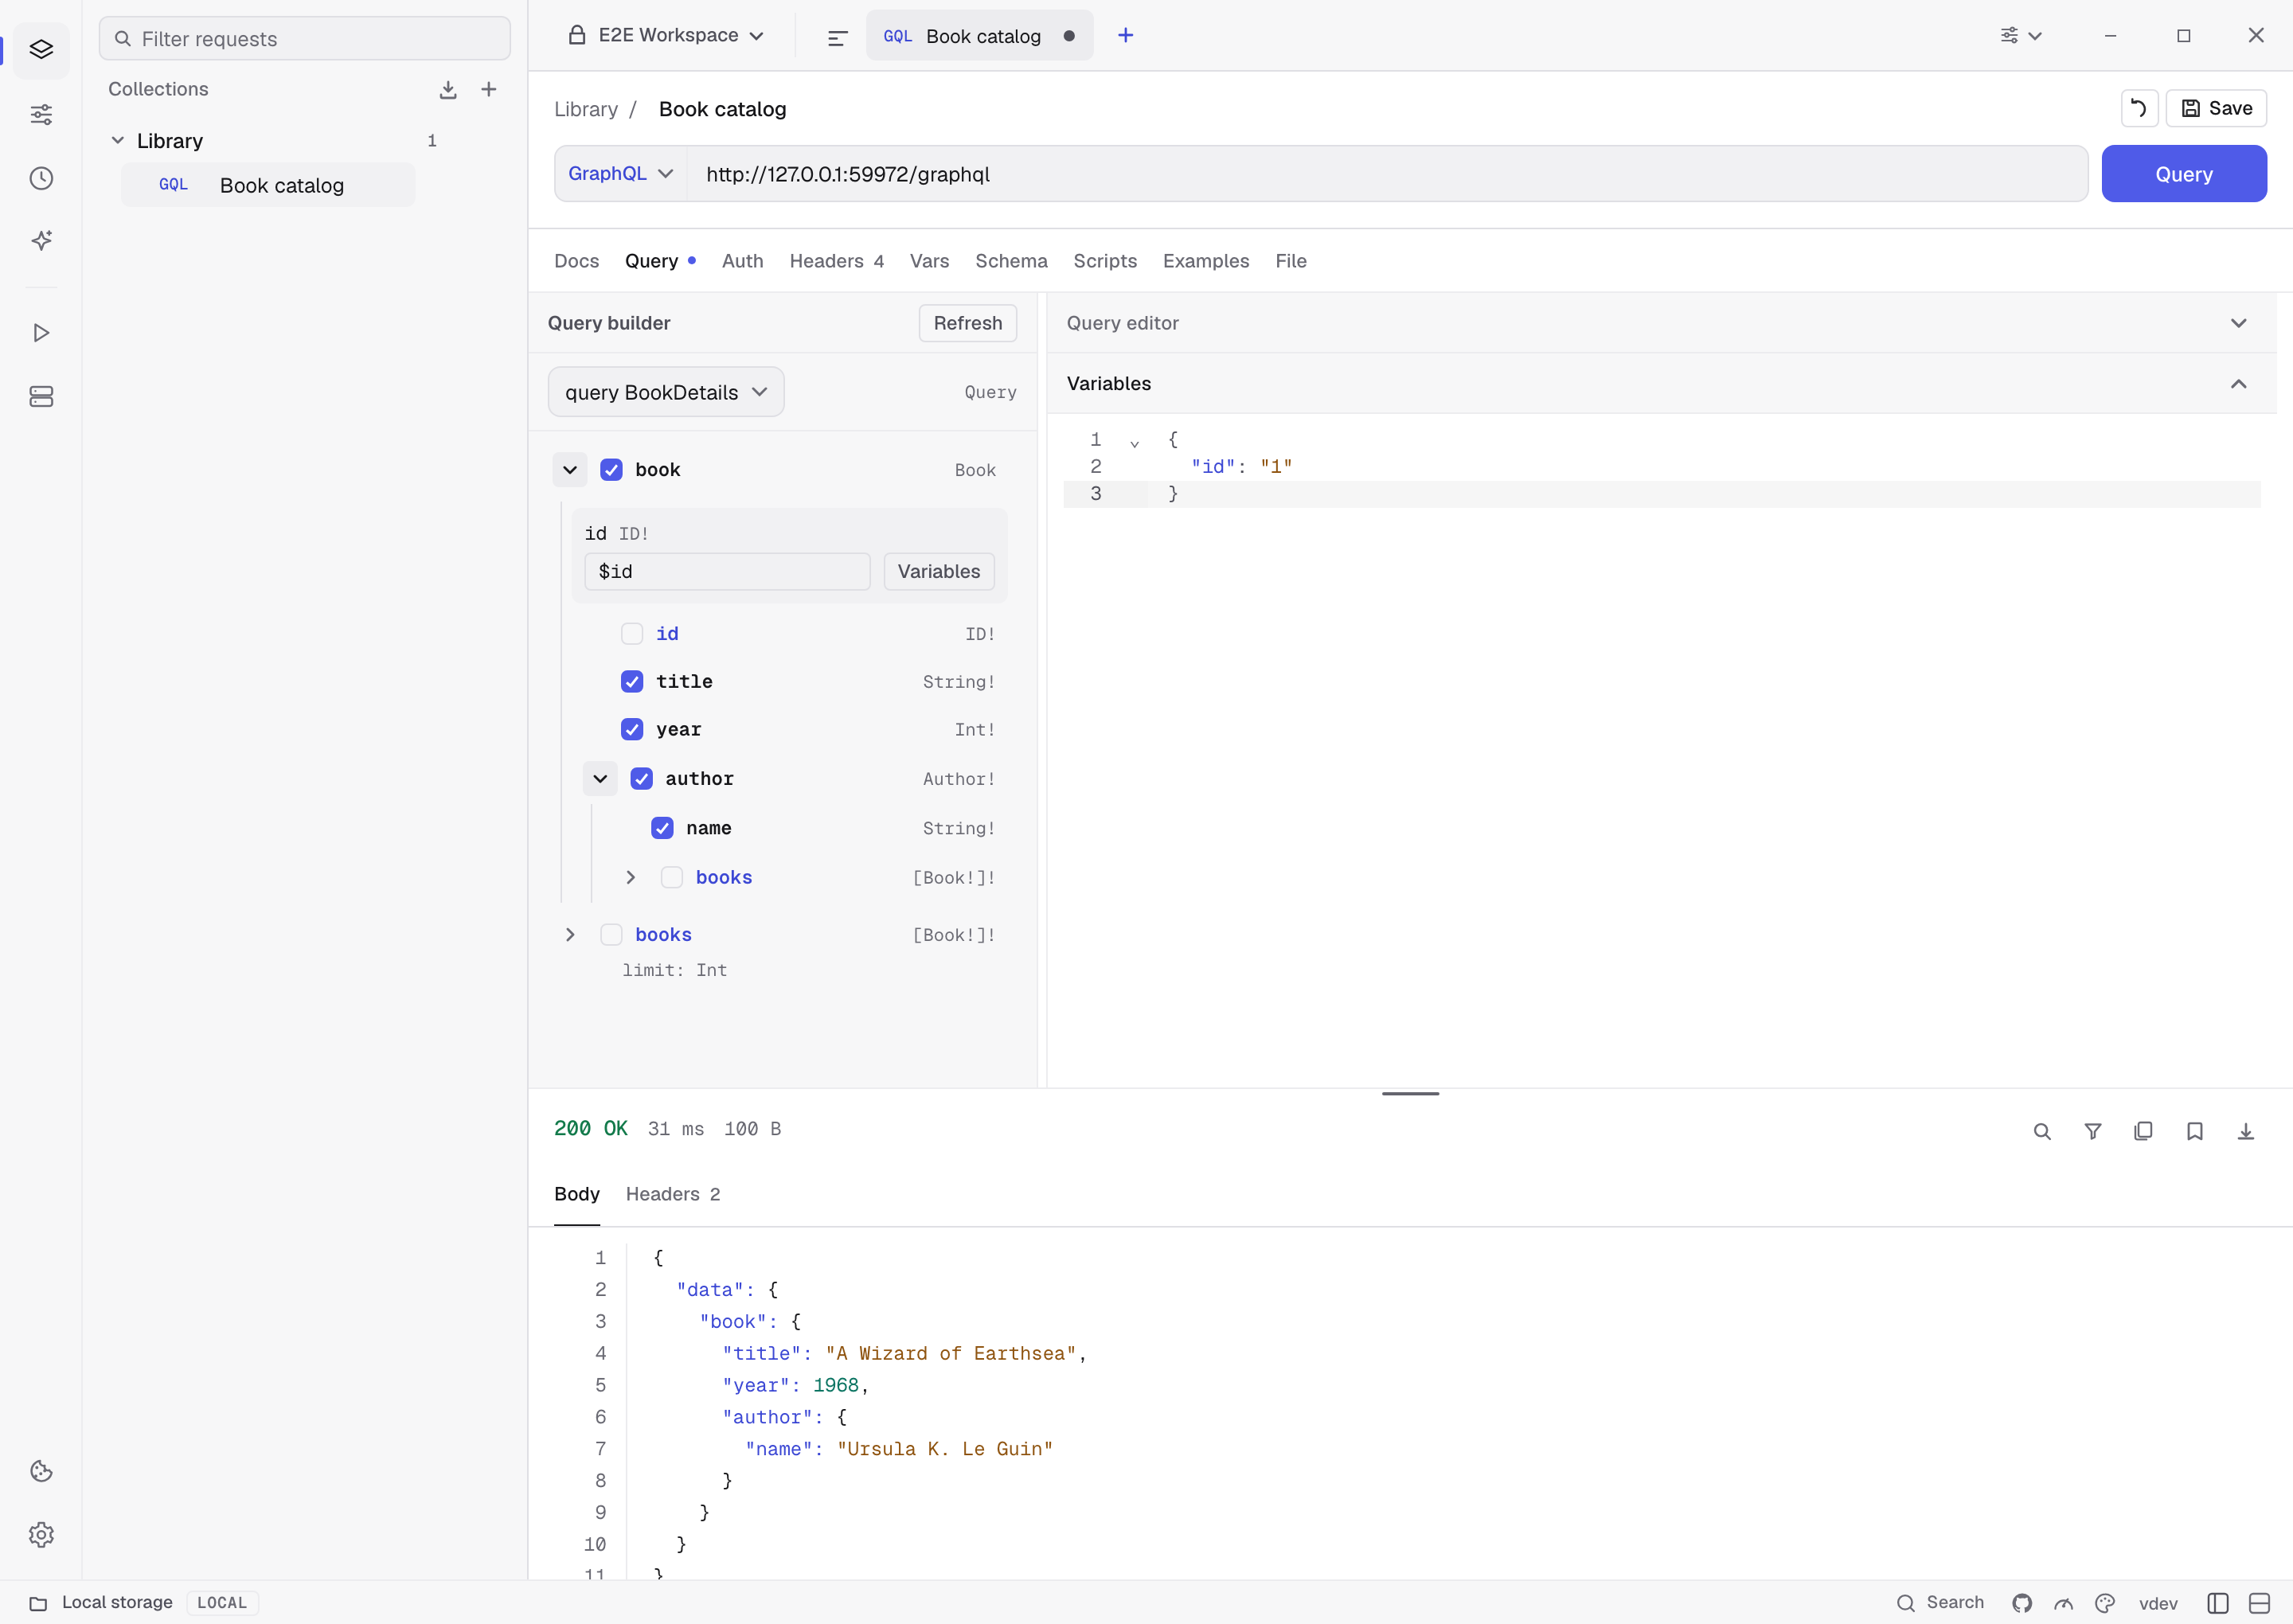 Filter requests
Collections
Library 1
GQL Book catalog
E2E Workspace
GQL Book catalog
Library / Book catalog
Save
GraphQL http://127.0.0.1:59972/graphql
Query
Docs Query Auth Headers 4 Vars Schema Scripts Examples File
Query builder Refresh
query BookDetails Query
book Book
id ID!
$id Variables
id ID!
title String!
year Int!
author Author!
name String!
books [Book!]!
books [Book!]!
limit: Int
Query editor
Variables
1 {
2 "id": "1"
3 }
200 OK 31 ms 100 B
Body Headers 2
1 {
2 "data": {
3 "book": {
4 "title": "A Wizard of Earthsea",
5 "year": 1968,
6 "author": {
7 "name": "Ursula K. Le Guin"
8 }
9 }
10 }
11 }
Local storage LOCAL
Search vdev